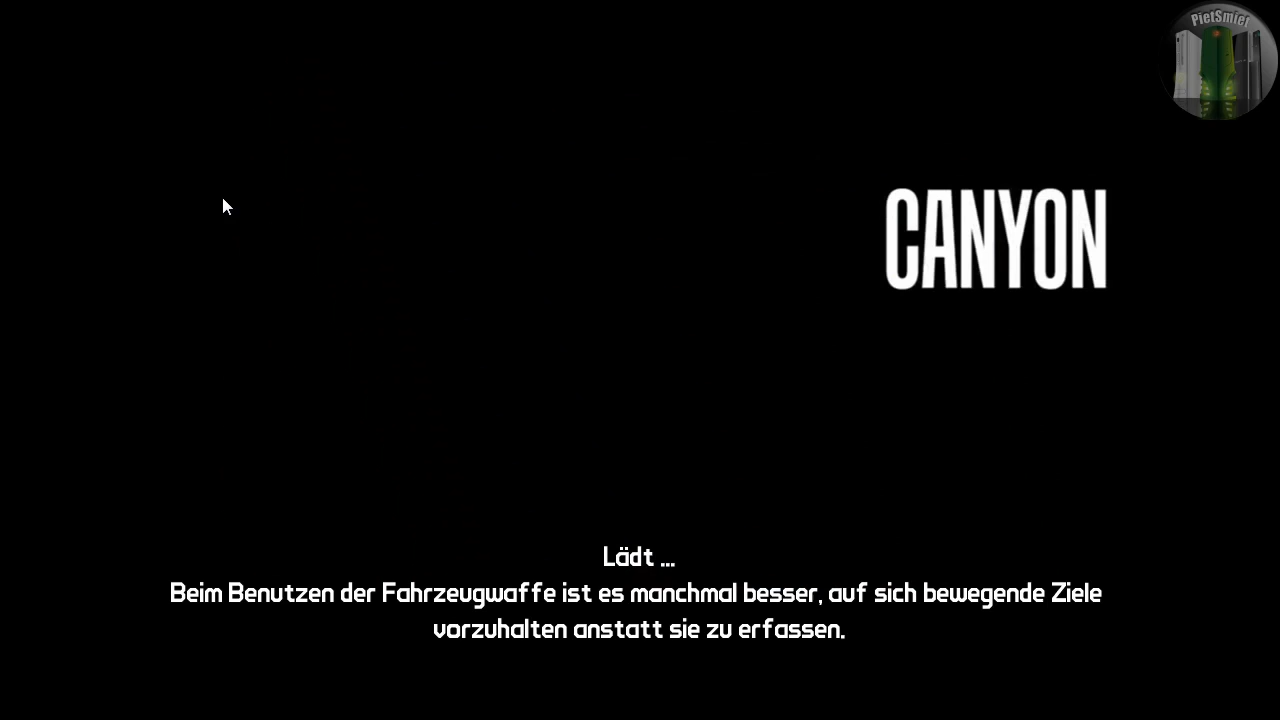 PietSmiet
CANYON
Lädt ...
Beim Benutzen der Fahrzeugwaffe ist es manchmal besser, auf sich bewegende Ziele
vorzuhalten anstatt sie zu erfassen.